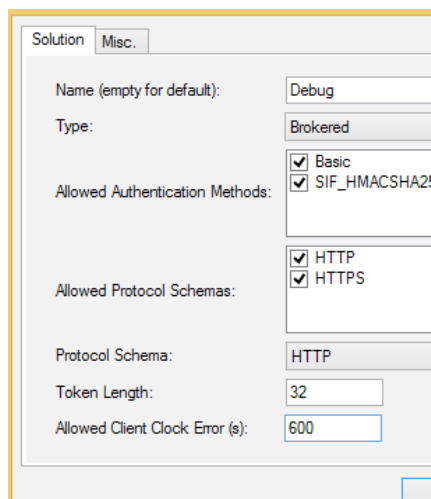 Solution Misc.
Name (empty for default): Debug
Type: Brokered
Basic
Allowed Authentication Methods: SIF_HMACSHA25
HTTP
Allowed Protocol Schemas: HTTPS
Protocol Schema: HTTP
Token Length: 32
Allowed Client Clock Error (s): 600